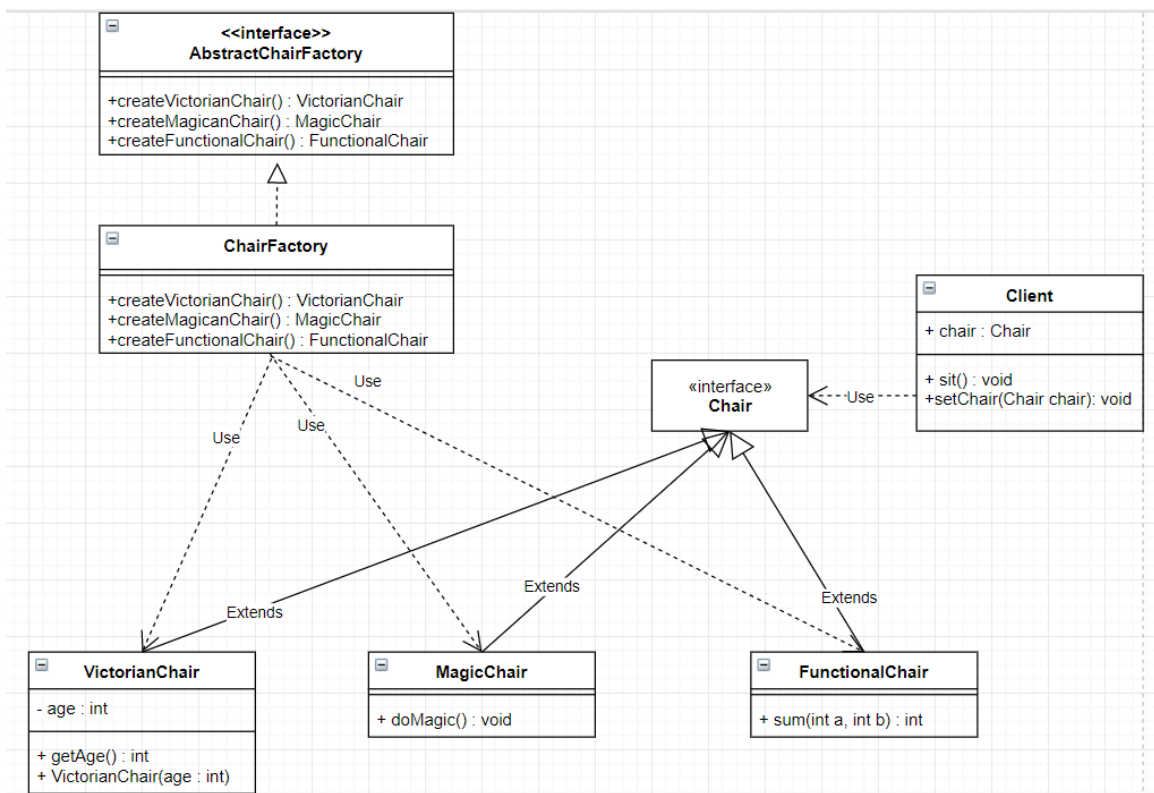 <<interface>>
AbstractChairFactory
+createVictorianChair() : VictorianChair
+createMagicanChair() : MagicChair
+createFunctionalChair() : FunctionalChair
ChairFactory
+createVictorianChair() : VictorianChair
+createMagicanChair() : MagicChair
+createFunctionalChair() : FunctionalChair
Client
+ chair : Chair
+ sit() : void
+setChair(Chair chair): void
«interface»
Chair
Use
Use
Use
Use
Extends
Extends
Extends
VictorianChair
- age : int
+ getAge() : int
+ VictorianChair(age : int)
MagicChair
+ doMagic() : void
FunctionalChair
+ sum(int a, int b) : int